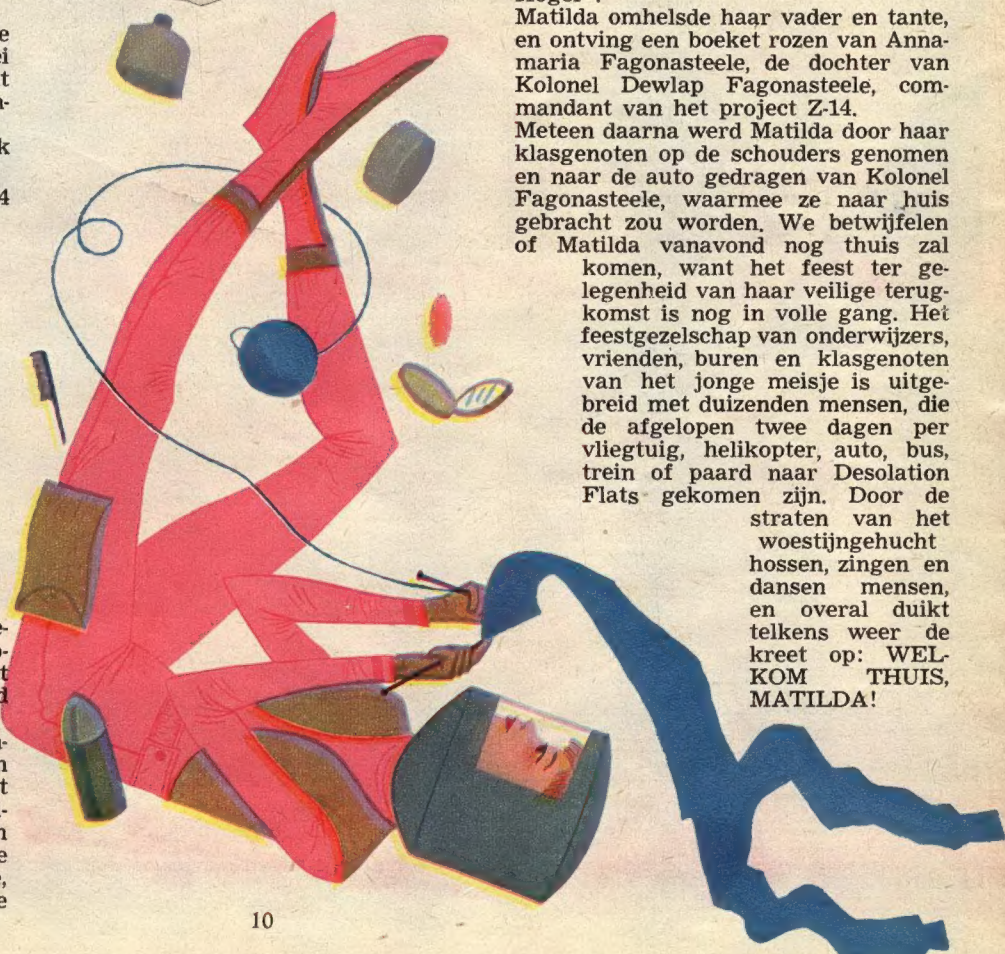 Matilda omhelsde haar vader en tante,
en ontving een boeket rozen van Anna-
maria Fagonasteele, de dochter van
Kolonel Dewlap Fagonasteele, com-
mandant van het project Z-14.
Meteen daarna werd Matilda door haar
klasgenoten op de schouders genomen
en naar de auto gedragen van Kolonel
Fagonasteele, waarmee ze naar huis
gebracht zou worden. We betwijfelen
of Matilda vanavond nog thuis zal
komen, want het feest ter ge-
legenheid van haar veilige terug-
komst is nog in volle gang. Het
feestgezelschap van onderwijzers,
vrienden, buren en klasgenoten
van het jonge meisje is uitge-
breid met duizenden mensen, die
de afgelopen twee dagen per
vliegtuig, helikopter, auto, bus,
trein of paard naar Desolation
Flats gekomen zijn. Door de
straten van het
woestijngehucht
hossen, zingen en
dansen mensen,
en overal duikt
telkens weer de
kreet op: WEL-
KOM THUIS,
MATILDA!
10